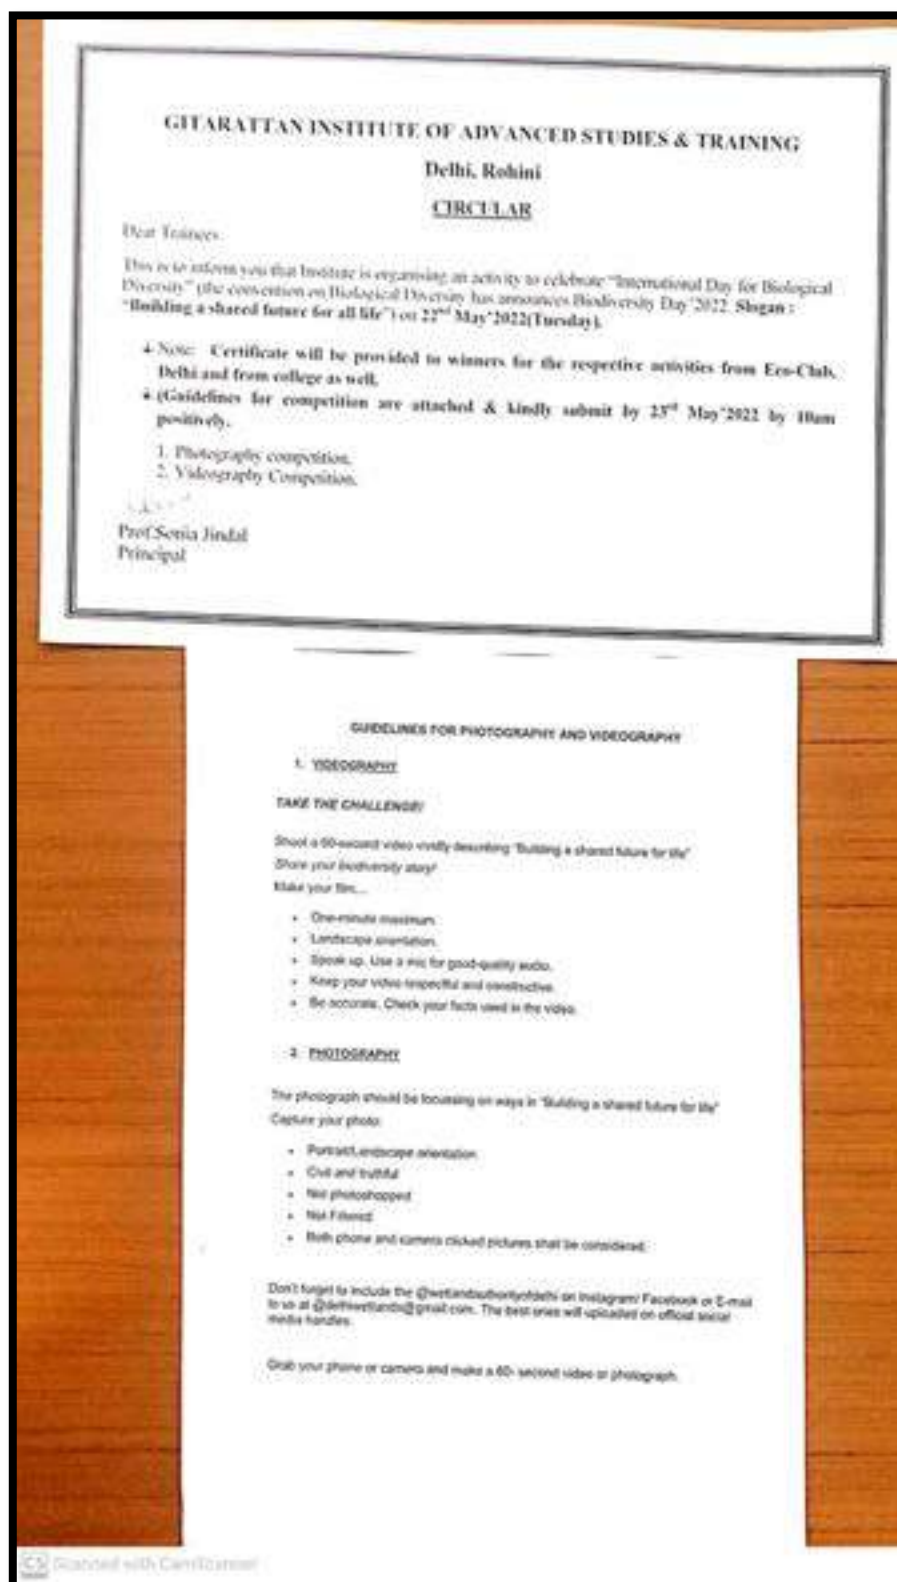 GITARATTAN INSTITUTE OF ADVANCED STUDIES & TRAINING
Delhi, Rohini
CIRCULAR
Dear Trainees
This is to inform you that Institute is organising an activity to celebrate "International Day for Biological
Diversity" (the convention on Biological Diversity has announces Biodiversity Day'2022 Slogan :
"Building a shared future for all life") on 22nd May'2022(Tuesday).
Note: Certificate will be provided to winners for the respective activities from Eco-Club,
Delhi and from college as well.
(Guidelines for competition are attached & kindly submit by 23rd May'2022 by 10am
positively.
1. Photography competition.
2. Videography Competition.
Prof.Sonia Jindal
Principal
GUIDELINES FOR PHOTOGRAPHY AND VIDEOGRAPHY
1. VIDEOGRAPHY
TAKE THE CHALLENGE!
Shoot a 60-second video vividly describing "Building a shared future for life"
Share your biodiversity story!
Make your film...
• One-minute maximum
• Landscape orientation.
• Speak up. Use a mic for good-quality audio.
• Keep your video respectful and constructive.
• Be accurate. Check your facts used in the video.
2. PHOTOGRAPHY
The photograph should be focussing on ways in "Building a shared future for life"
Capture your photo:
• Portrait/Landscape orientation
• Civil and truthful
• Not photoshopped
• Not Filtered
• Both phone and camera clicked pictures shall be considered.
Don't forget to include the @wetlandauthorityofdelhi on Instagram/ Facebook or E-mail
to us at @delhiwetlands@gmail.com. The best ones will uploaded on official social
media handles.
Grab your phone or camera and make a 60- second video or photograph.
CS Scanned with CamScanner